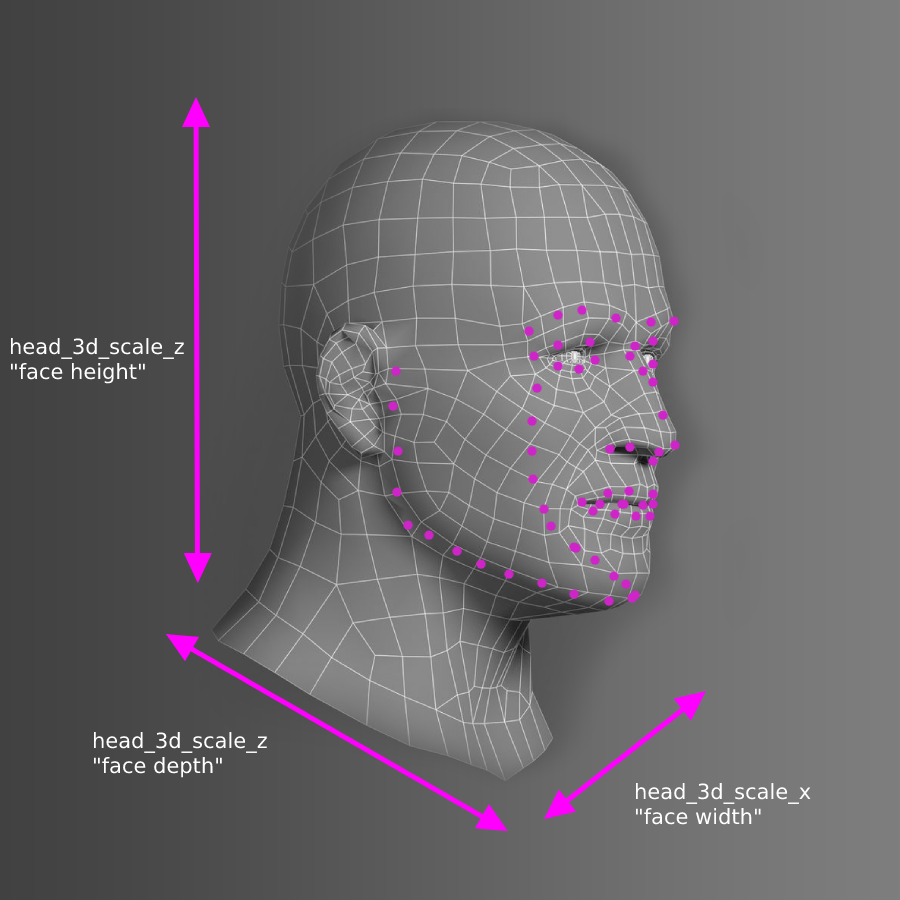 head_3d_scale_z
"face height"
head_3d_scale_z
"face depth"
head_3d_scale_x
"face width"